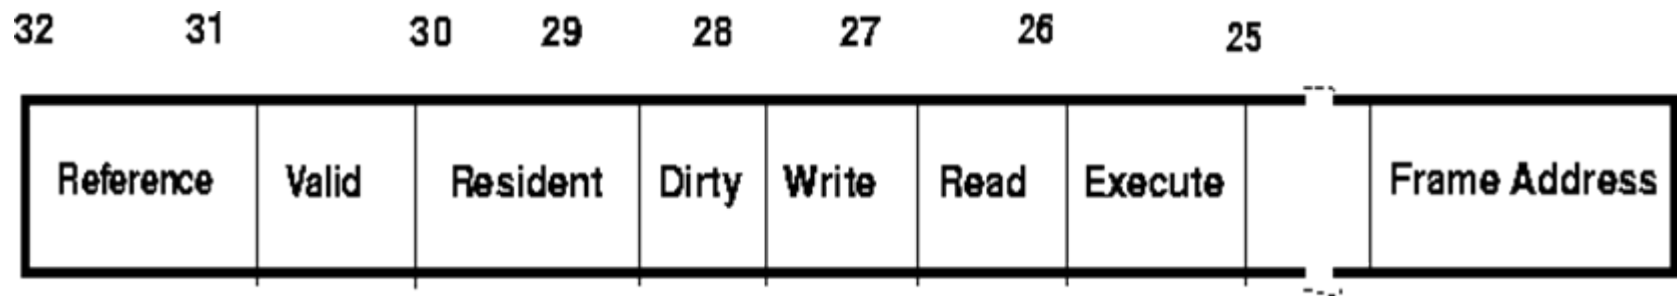 32 31 30 29 28 27 26 25
Reference Valid Resident Dirty Write Read Execute Frame Address